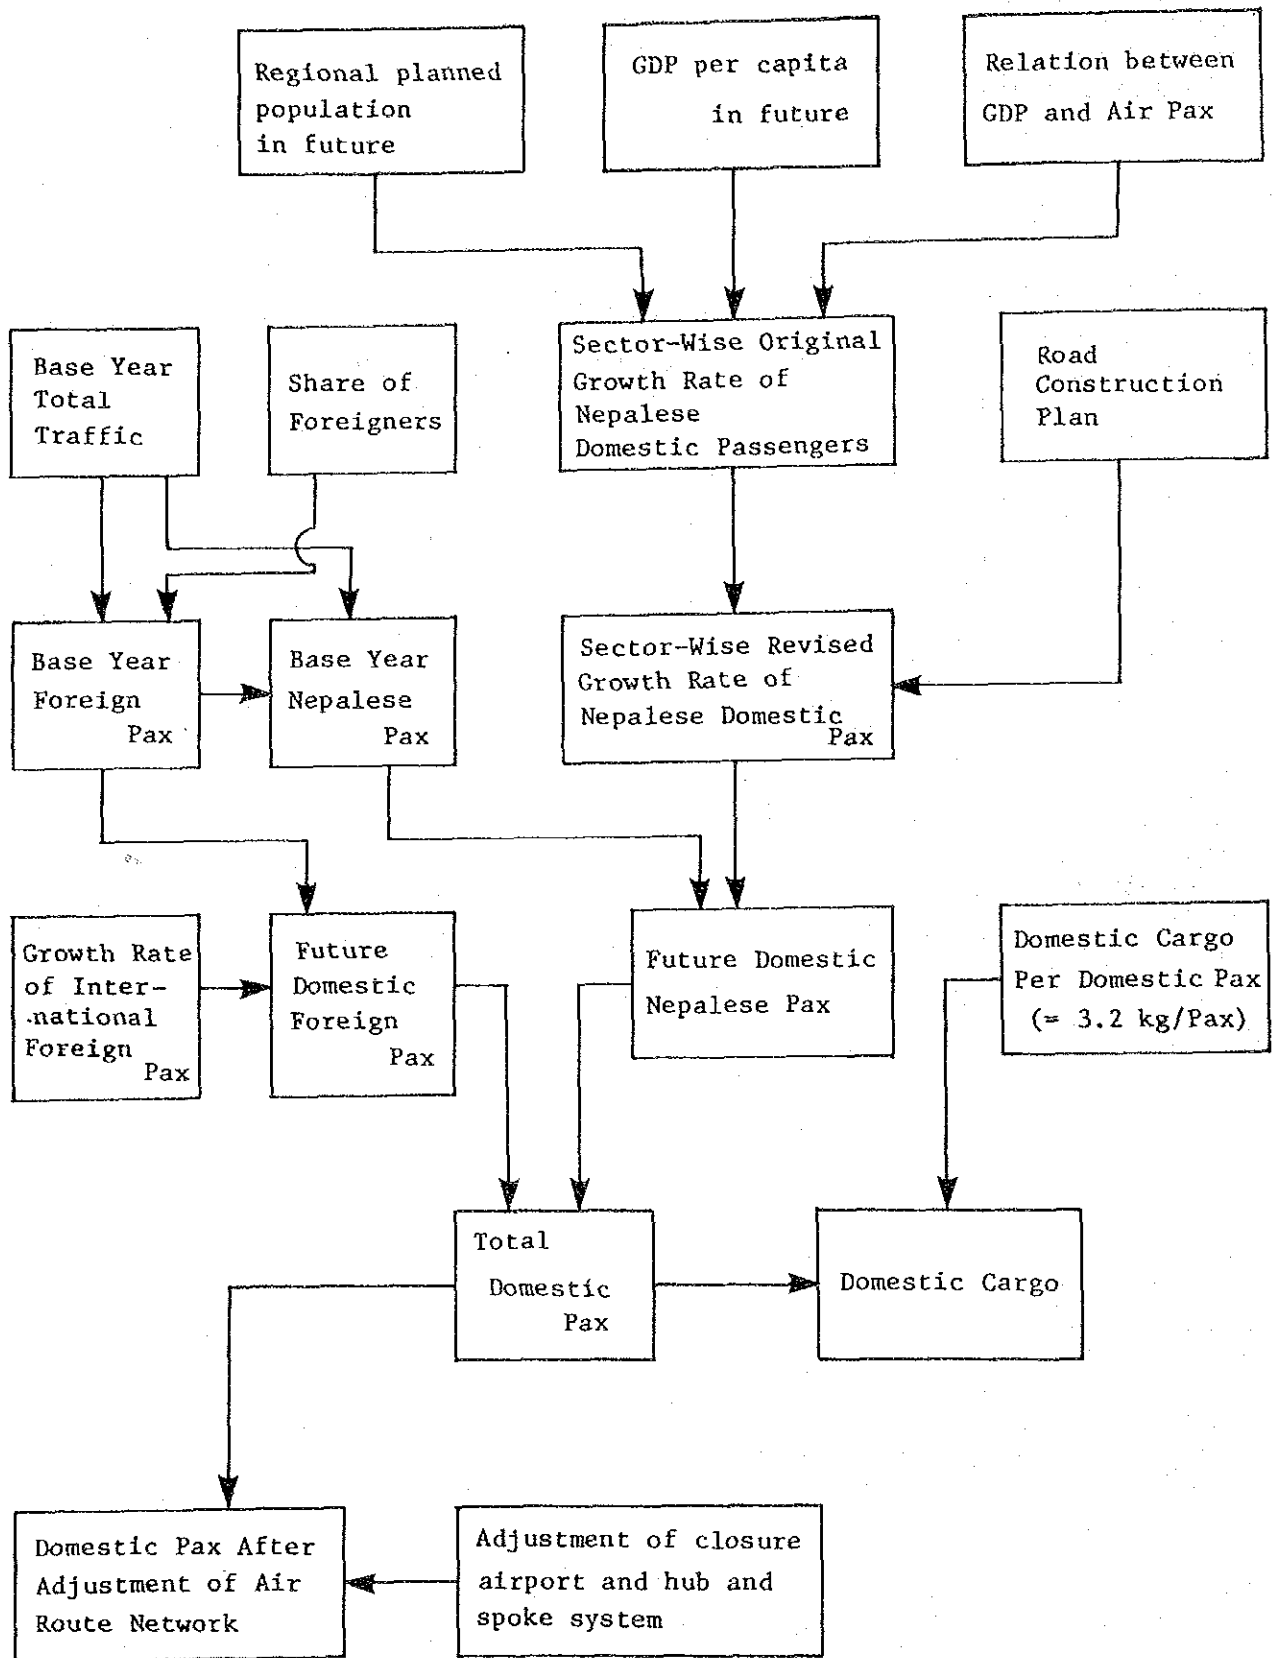 Regional planned
population
in future
GDP per capita
in future
Relation between
GDP and Air Pax
Base Year
Total
Traffic
Share of
Foreigners
Sector-Wise Original
Growth Rate of
Nepalese
Domestic Passengers
Road
Construction
Plan
Base Year
Foreign
Pax
Base Year
Nepalese
Pax
Sector-Wise Revised
Growth Rate of
Nepalese Domestic
Pax
Growth Rate
of Inter-
national
Foreign
Pax
Future
Domestic
Foreign
Pax
Future Domestic
Nepalese Pax
Domestic Cargo
Per Domestic Pax
(= 3.2 kg/Pax)
Total
Domestic
Pax
Domestic Cargo
Domestic Pax After
Adjustment of Air
Route Network
Adjustment of closure
airport and hub and
spoke system